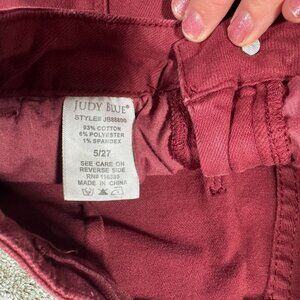 JUDY BLUE®
STYLE# JB88800
93% COTTON
6% POLYESTER
1% SPANDEX
5/27
SEE CARE ON
REVERSE SIDE
RN#
MADE IN CHINA